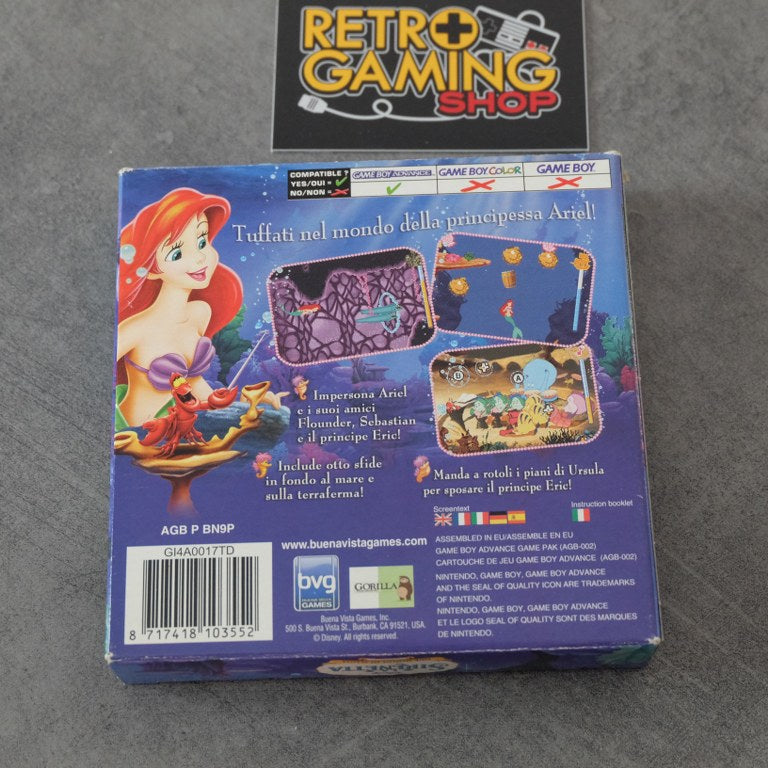 RETRO
GAMING
SHOP
COMPATIBLE ?
YES/OUI =
NO/NON =
GAME BOY ADVANCE
GAME BOY COLOR
GAME BOY
Tuffati nel mondo della principessa Ariel!
U
A
Impersona Ariel
e i suoi amici
Flounder, Sebastian
e il principe Eric!
Include otto sfide
in fondo al mare e
sulla terraferma!
Manda a rotoli i piani di Ursula
per sposare il principe Eric!
Screentext
Instruction booklet
AGB P BN9P
GI4A0017TD
8 717418 103552
www.buenavistagames.com
bvg
GAMES
GORILLA
Buena Vista Games, Inc.
500 S. Buena Vista St., Burbank, CA 91521, USA.
© Disney. All rights reserved.
ASSEMBLED IN EU/ASSEMBLE EN EU
GAME BOY ADVANCE GAME PAK (AGB-002)
CARTOUCHE DE JEU GAME BOY ADVANCE (AGB-002)
NINTENDO, GAME BOY, GAME BOY ADVANCE
AND THE SEAL OF QUALITY ICON ARE TRADEMARKS
OF NINTENDO.
NINTENDO, GAME BOY, GAME BOY ADVANCE
ET LE LOGO SEAL OF QUALITY SONT DES MARQUES
DE NINTENDO.
SIRENETTA